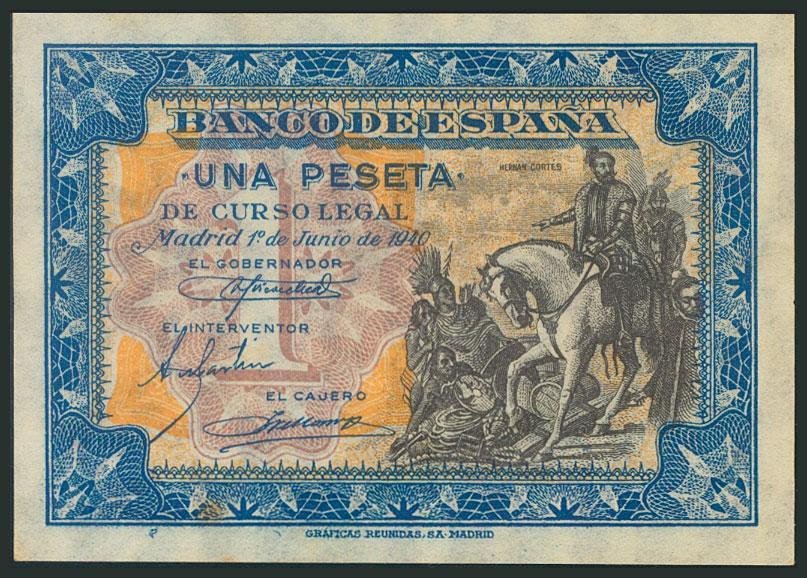 BANCO DE ESPAÑA
UNA PESETA
HERNAN CORTES
DE CURSO LEGAL
Madrid 1º de Junio de 1940
EL GOBERNADOR
EL INTERVENTOR
EL CAJERO
1
GRÁFICAS REUNIDAS, S.A. MADRID